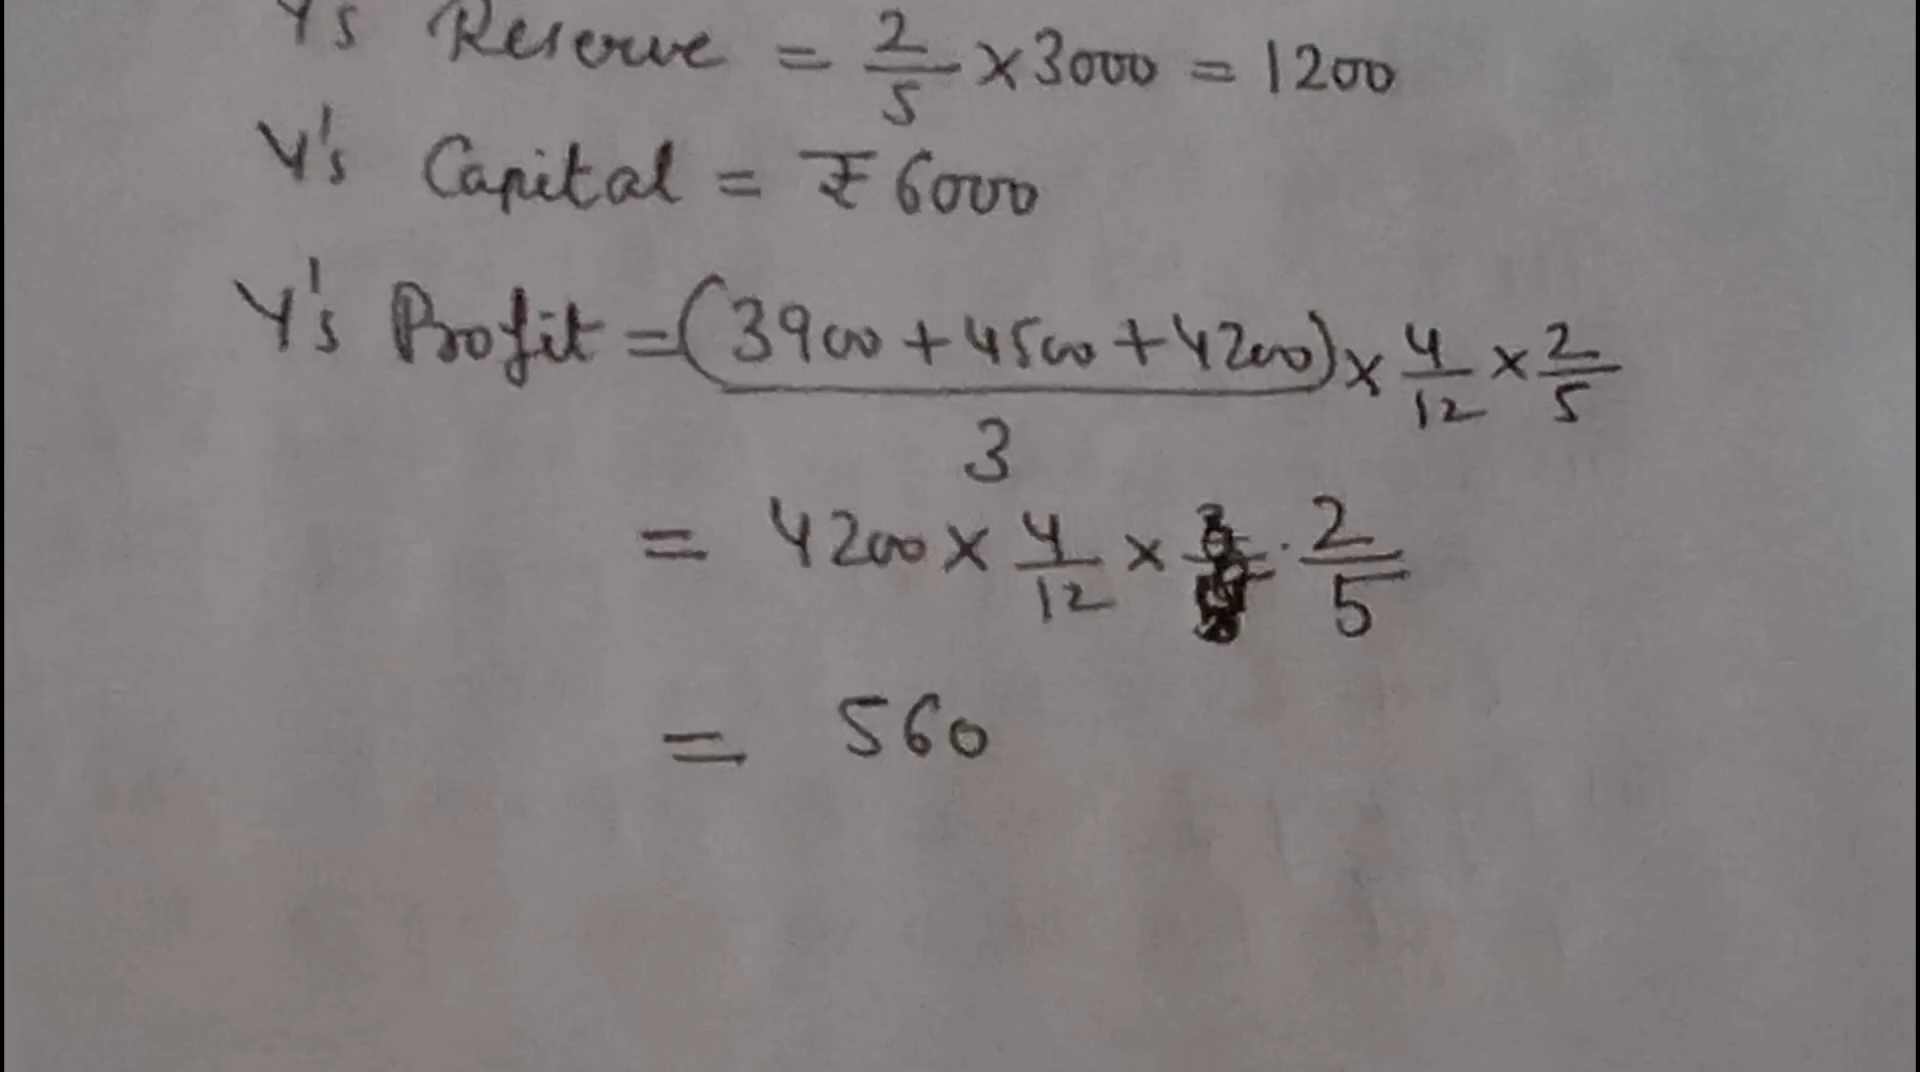 Y's Reserve = 2/5 × 3000 = 1200
Y's Capital = ₹ 6000
Y's Profit = (3900 + 4500 + 4200)/3 × 4/12 × 2/5
= 4200 × 4/12 × 2/5
= 560